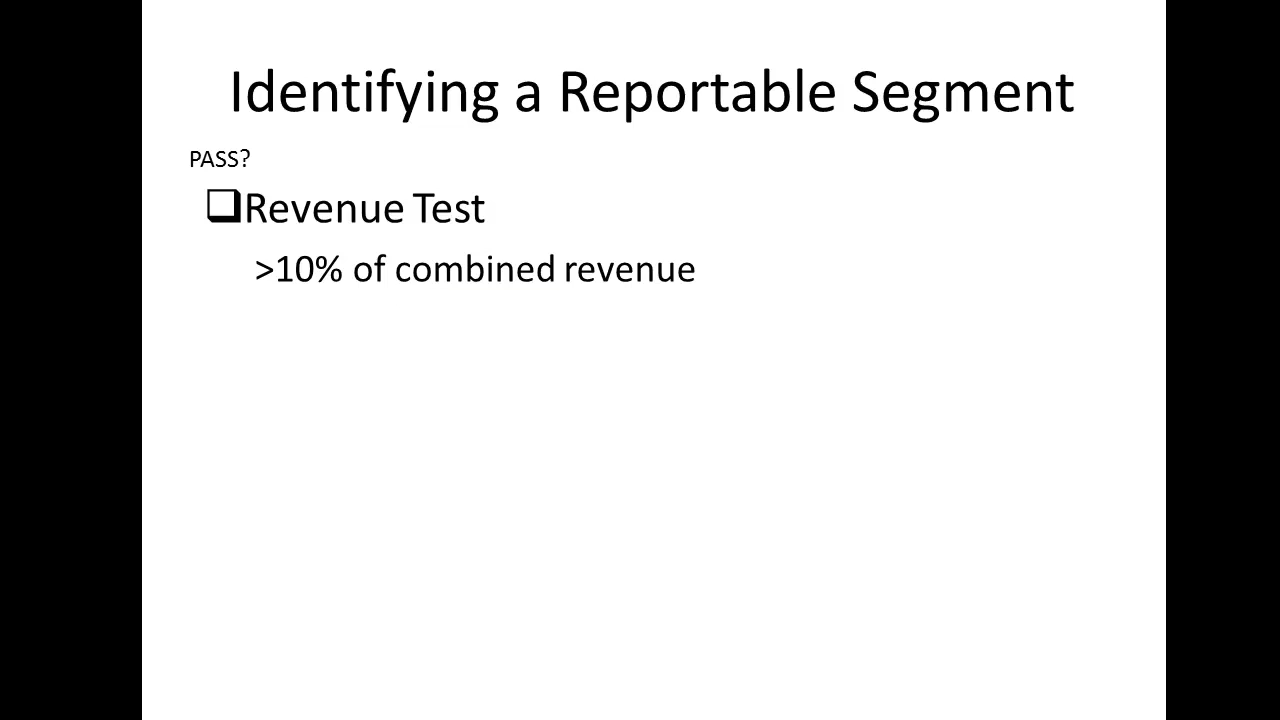 Identifying a Reportable Segment
PASS?
❑Revenue Test
>10% of combined revenue